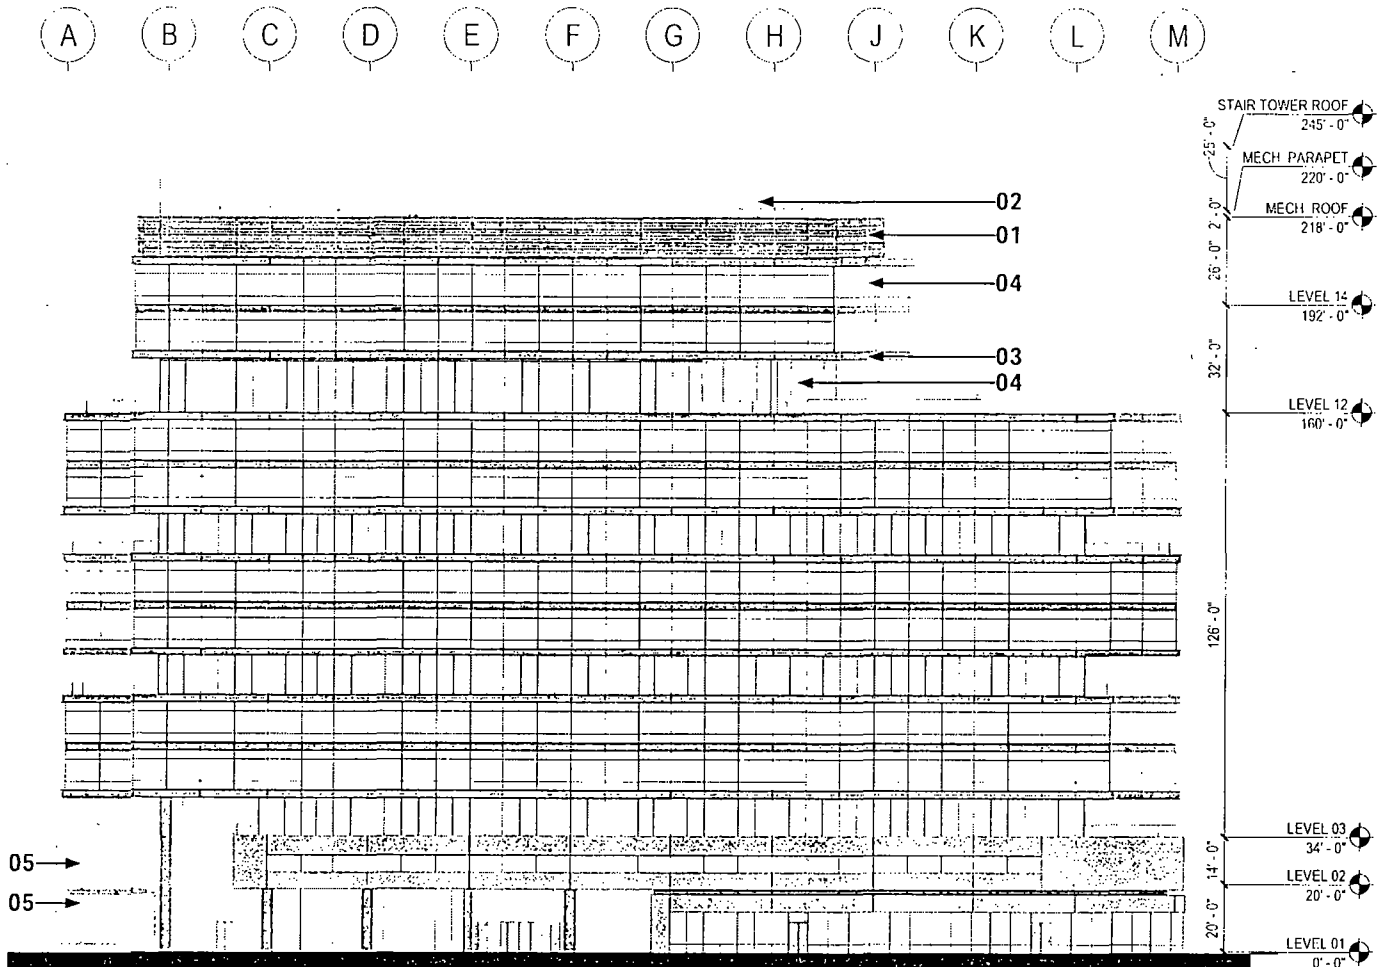 A B C D E F G H J K L M
STAIR TOWER ROOF
245' - 0"
25' - 0"
MECH PARAPET
220' - 0"
02
2' - 0"
MECH ROOF
218' - 0"
01
26' - 0"
04
LEVEL 14
192' - 0"
03
32' - 0"
04
LEVEL 12
160' - 0"
126' - 0"
LEVEL 03
34' - 0"
05
14' - 0"
LEVEL 02
20' - 0"
05
20' - 0"
LEVEL 01
0' - 0"